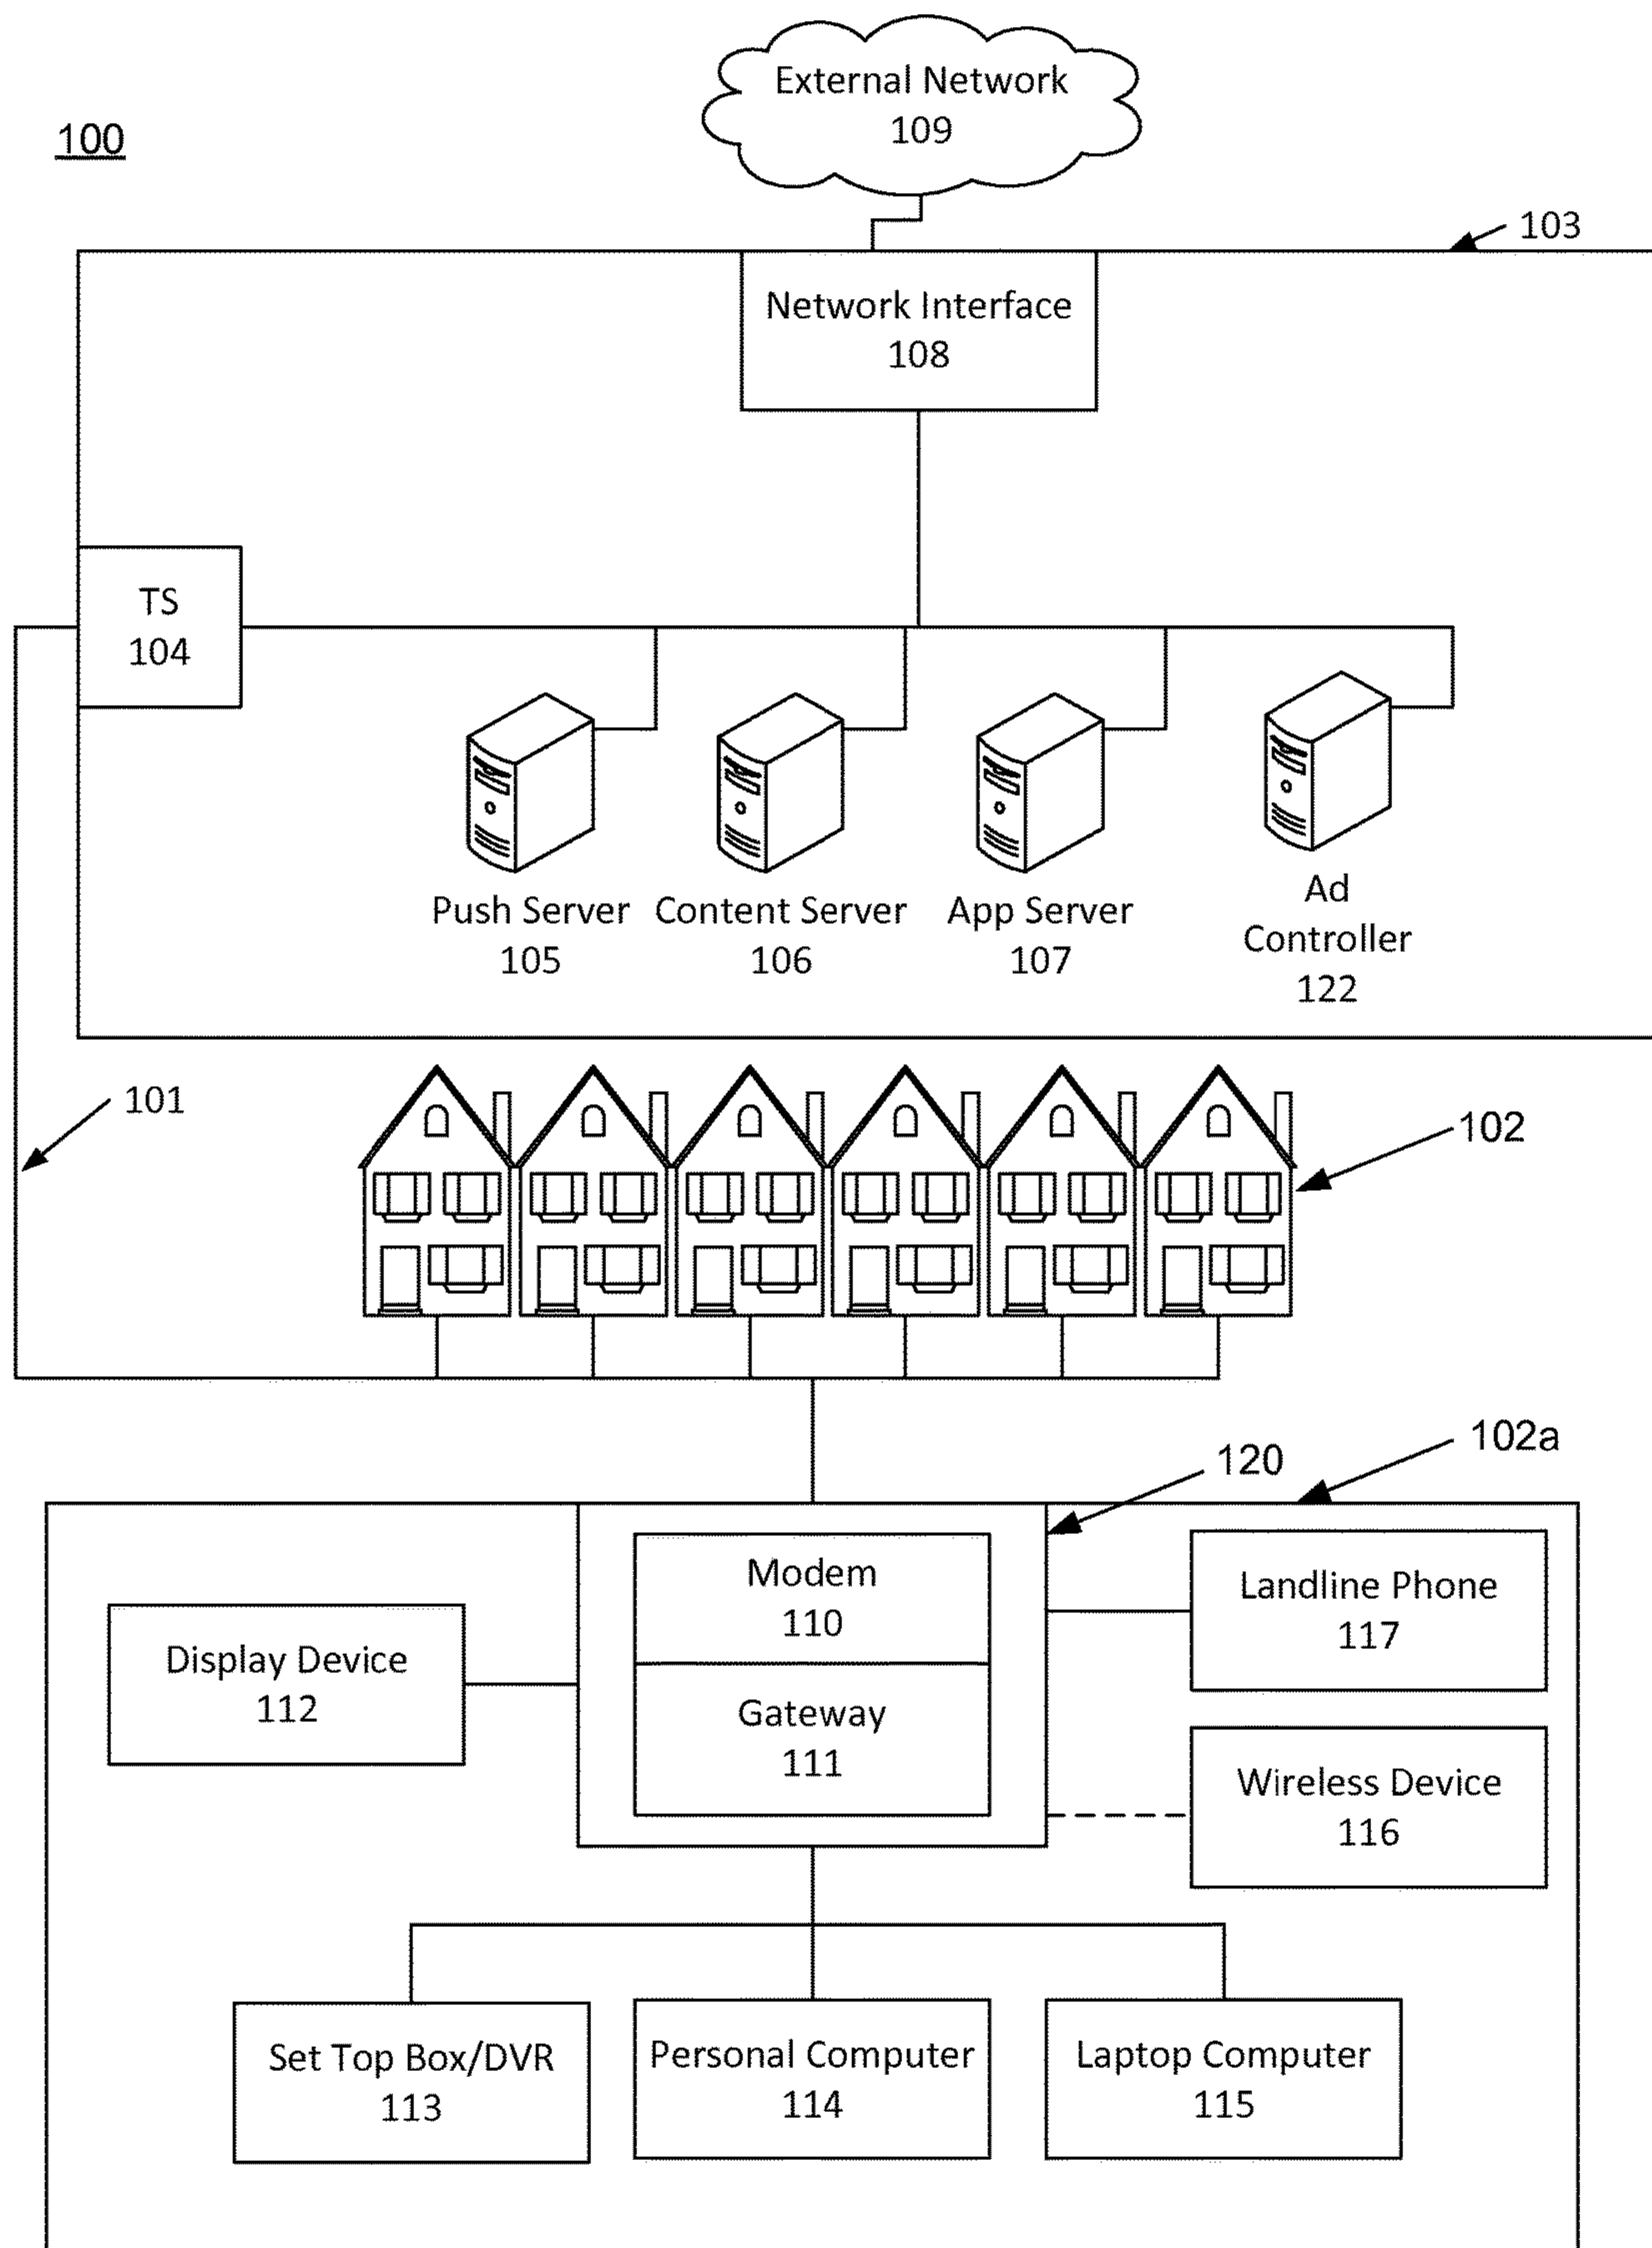 External Network
109
100
103
Network Interface
108
TS
104
Push Server
105
Content Server
106
App Server
107
Ad
Controller
122
101
102
102a
120
Modem
110
Landline Phone
117
Display Device
112
Gateway
111
Wireless Device
116
Set Top Box/DVR
113
Personal Computer
114
Laptop Computer
115